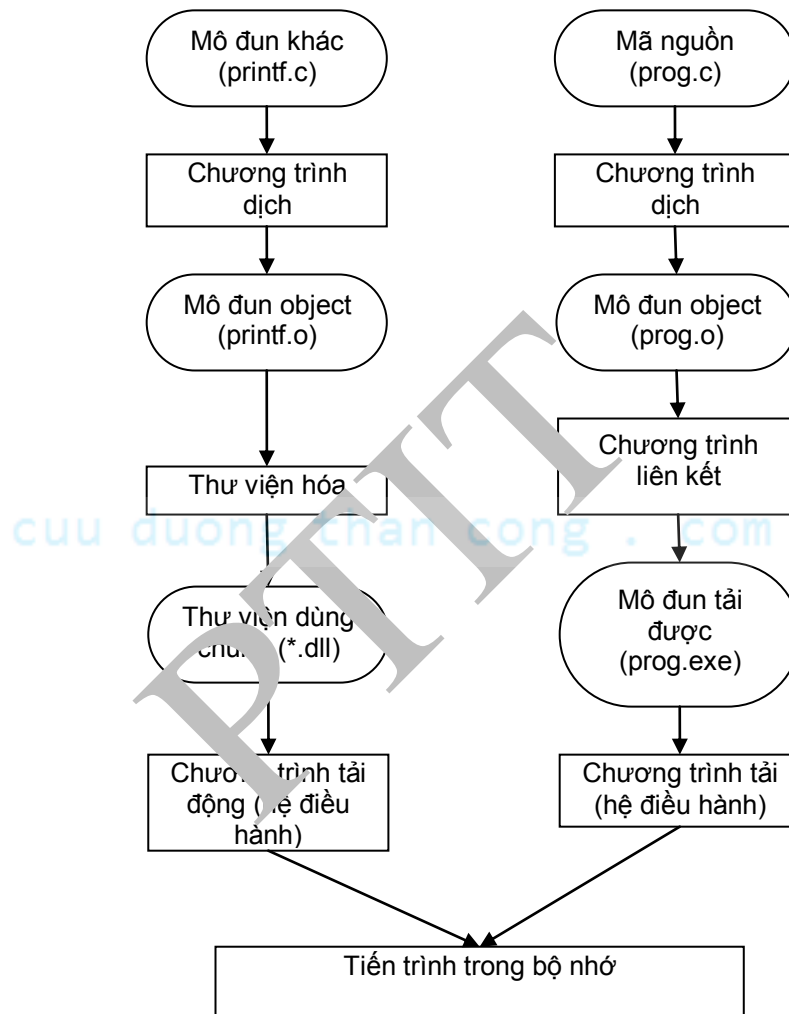 Mô đun khác
(printf.c)
Mã nguồn
(prog.c)
Chương trình
dịch
Chương trình
dịch
Mô đun object
(printf.o)
Mô đun object
(prog.o)
Thư viện hóa
Chương trình
liên kết
cuu duong than cong . com
PTIT
Thư viện dùng
(*.dll)
Mô đun tải
được
(prog.exe)
trình tải
động (hệ điều
hành)
Chương trình tải
(hệ điều hành)
Tiến trình trong bộ nhớ